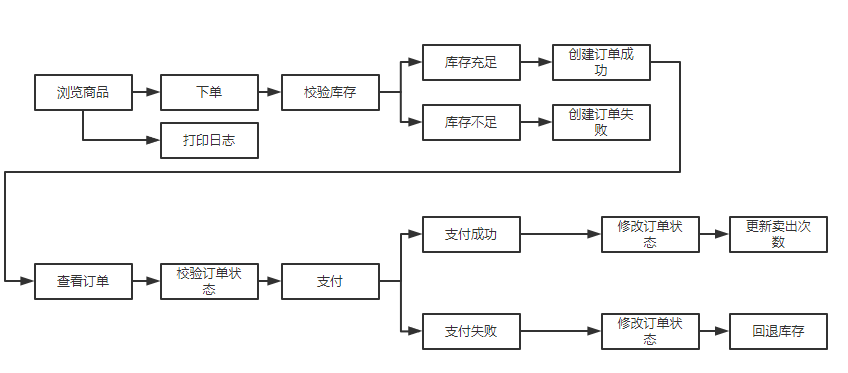 库存充足
创建订单成
功
浏览商品
下单
校验库存
库存不足
创建订单失
败
打印日志
支付成功
修改订单状
态
更新卖出次
数
查看订单
校验订单状
态
支付
支付失败
修改订单状
态
回退库存